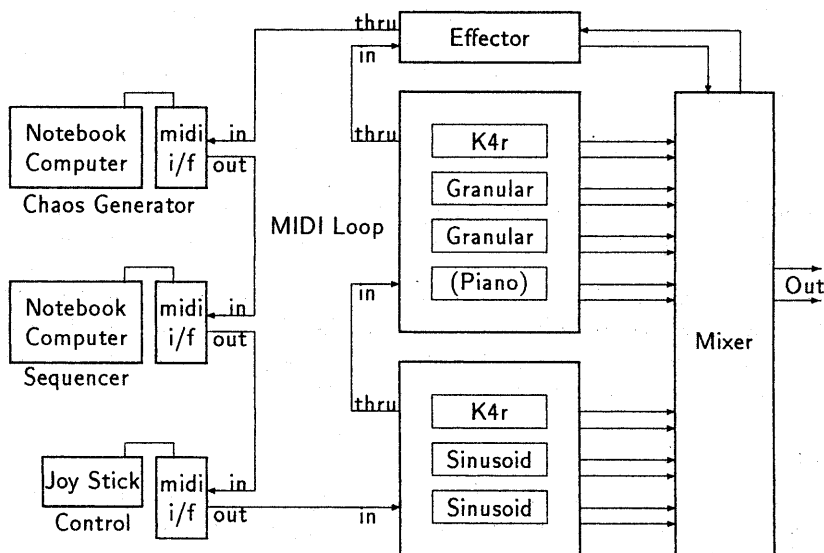 thru
Effector
in
Notebook
Computer
midi
i/f
in
out
Chaos Generator
thru
K4r
Granular
Granular
(Piano)
MIDI Loop
in
Notebook
Computer
midi
i/f
in
out
Sequencer
Mixer
Out
thru
K4r
Sinusoid
Sinusoid
Joy Stick
midi
i/f
in
out
Control
in